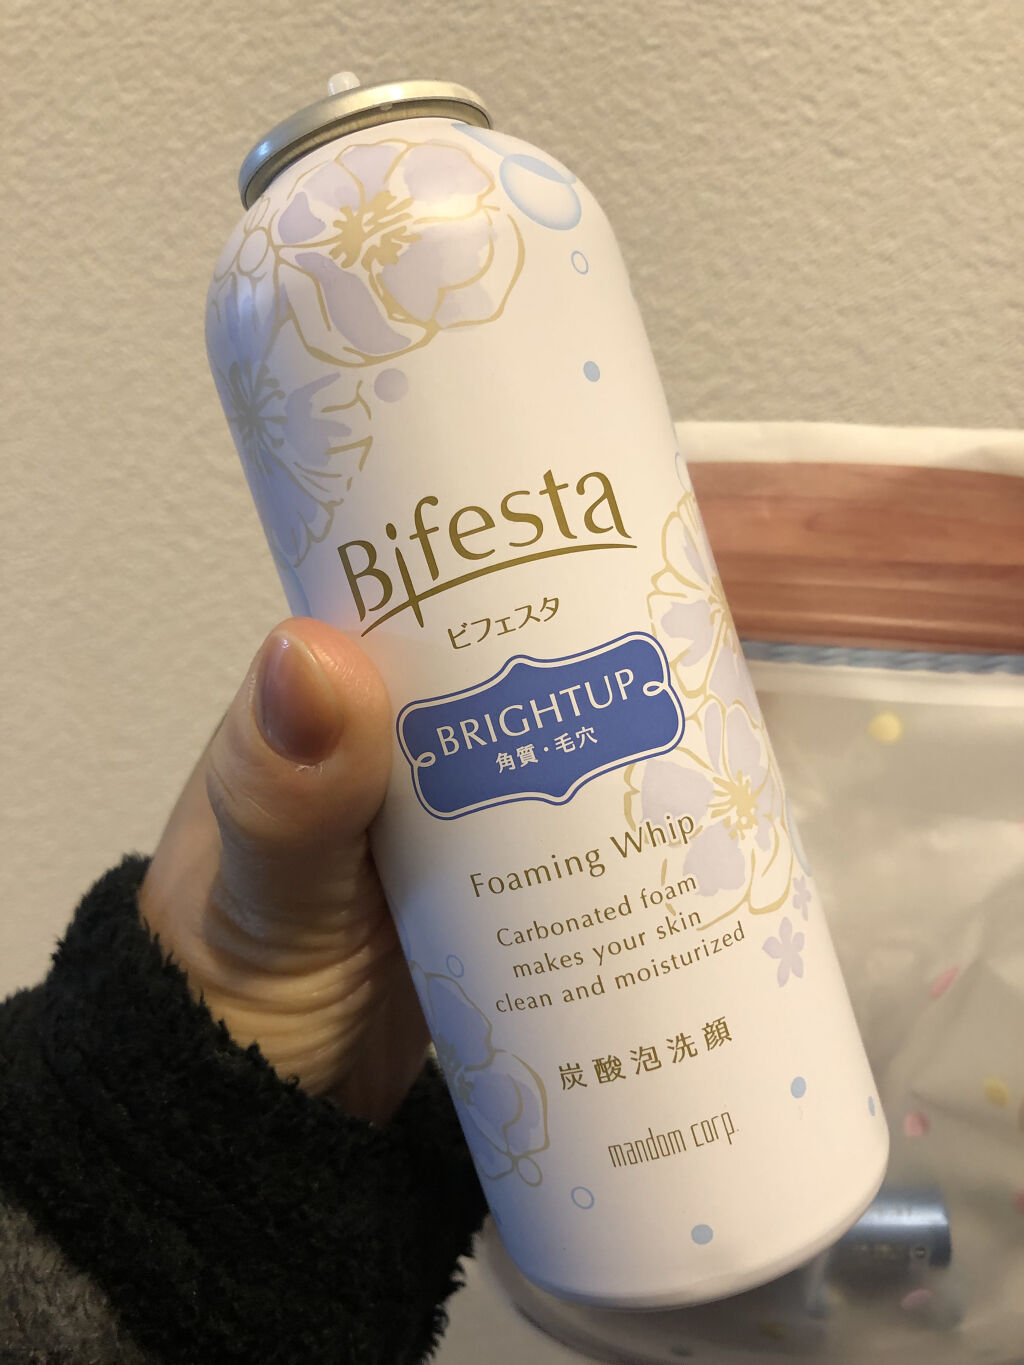 Bifesta
ビフェスタ
BRIGHTUP
角質・毛穴
Foaming Whip
Carbonated foam
makes your skin
clean and moisturized
炭酸泡洗顔
mandom corp.